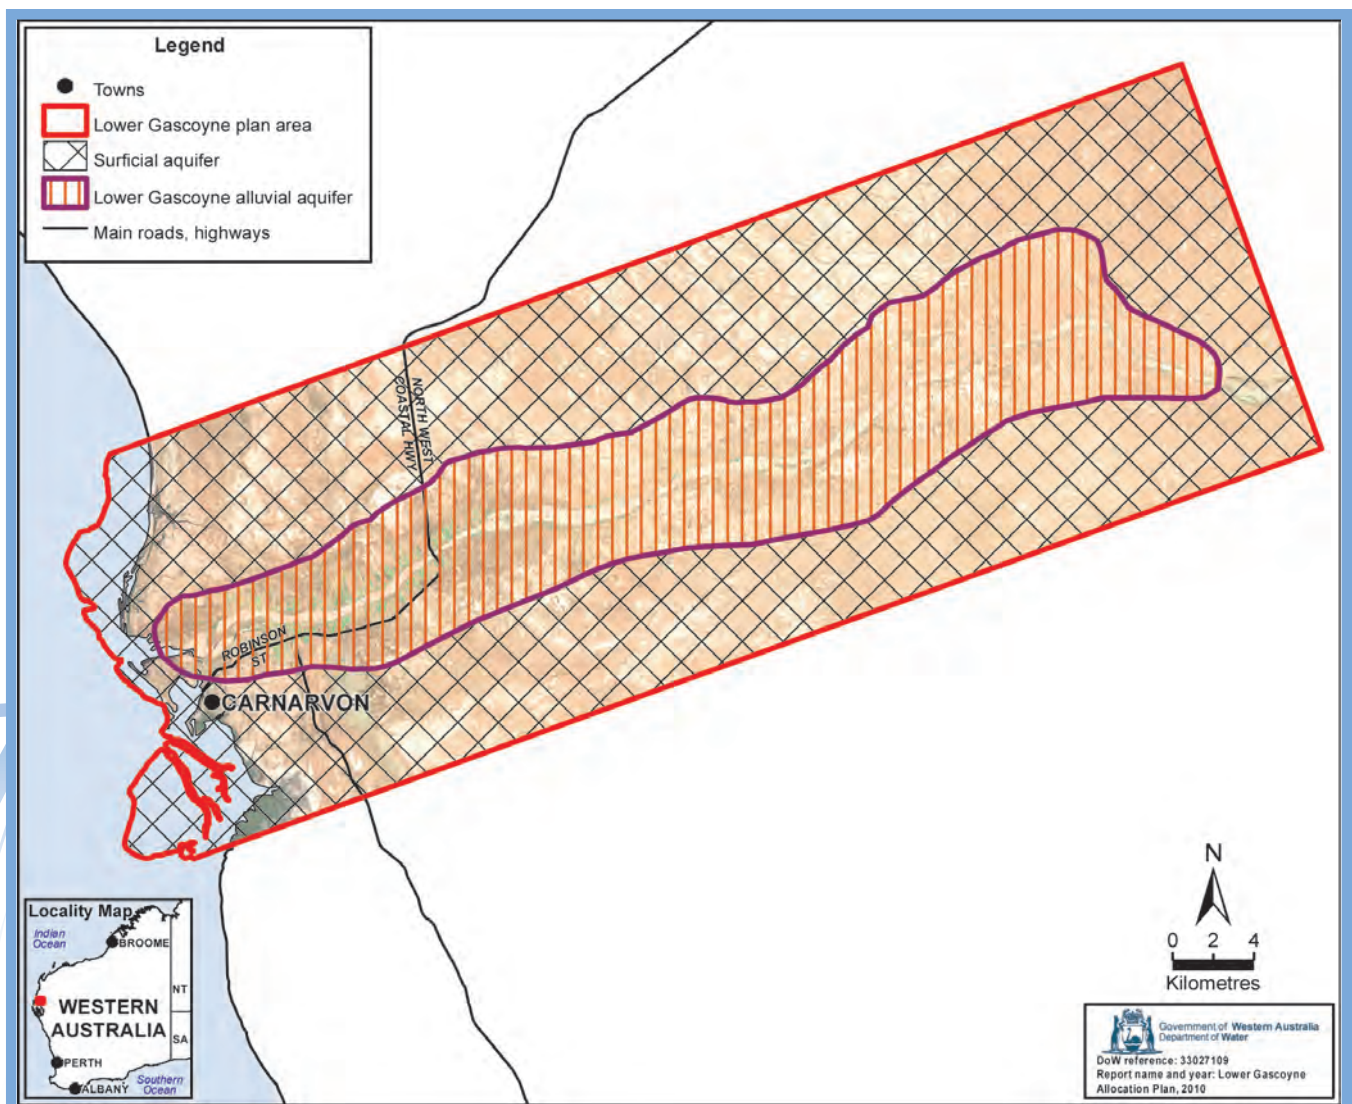 Legend
Towns
Lower Gascoyne plan area
Surficial aquifer
Lower Gascoyne alluvial aquifer
Main roads, highways
NORTH WEST
COASTAL HWY
ROBINSON
ST
CARNARVON
N
0 2 4
Kilometres
Locality Map
Indian
Ocean
BROOME
NT
WESTERN
AUSTRALIA
SA
PERTH
ALBANY
Southern
Ocean
Government of Western Australia
Department of Water
DoW reference: 33027109
Report name and year: Lower Gascoyne
Allocation Plan, 2010